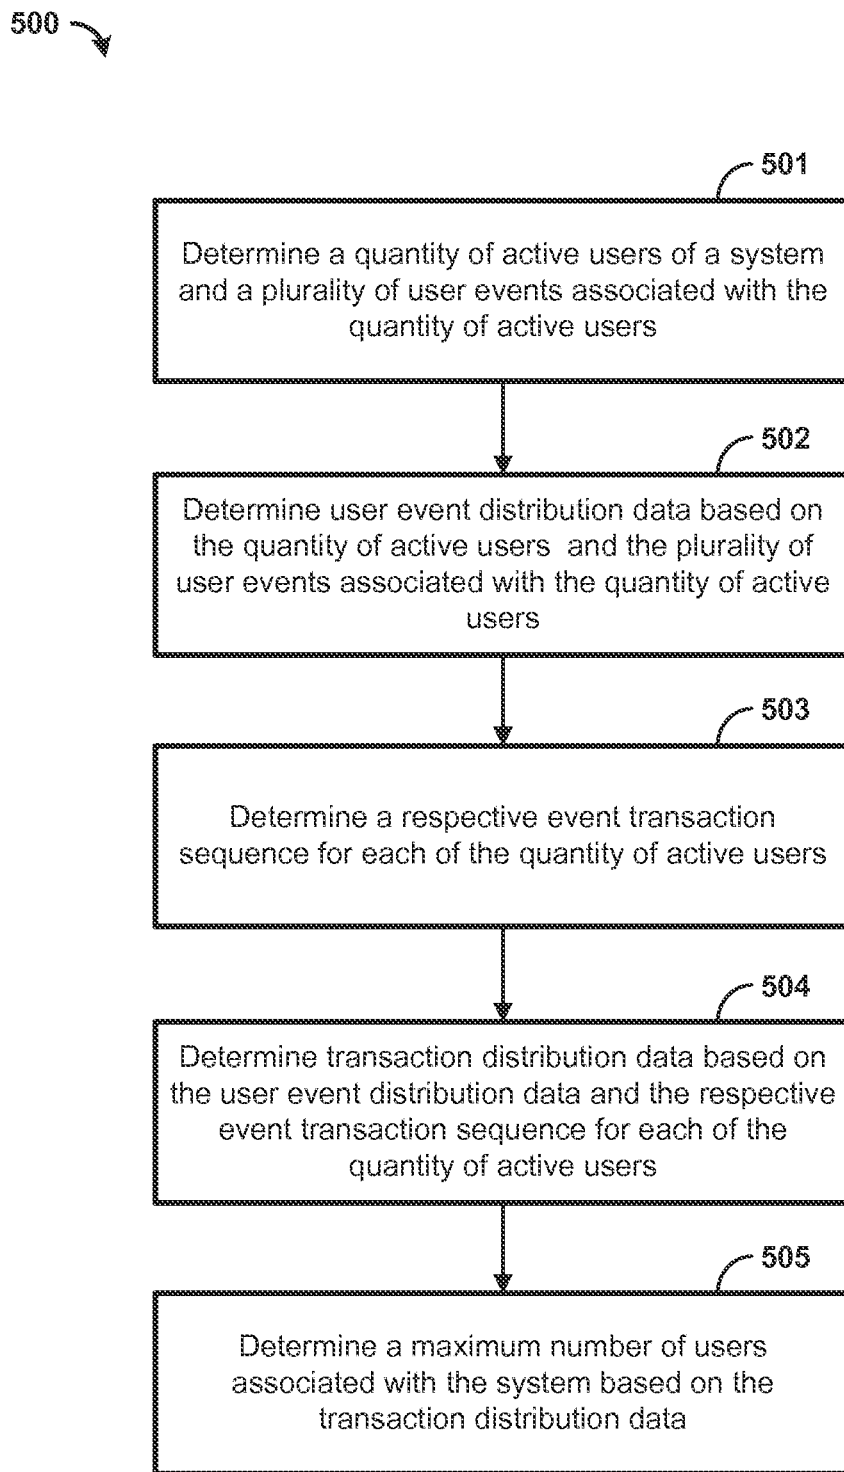 500
501
Determine a quantity of active users of a system
and a plurality of user events associated with the
quantity of active users
502
Determine user event distribution data based on
the quantity of active users and the plurality of
user events associated with the quantity of active
users
503
Determine a respective event transaction
sequence for each of the quantity of active users
504
Determine transaction distribution data based on
the user event distribution data and the respective
event transaction sequence for each of the
quantity of active users
505
Determine a maximum number of users
associated with the system based on the
transaction distribution data